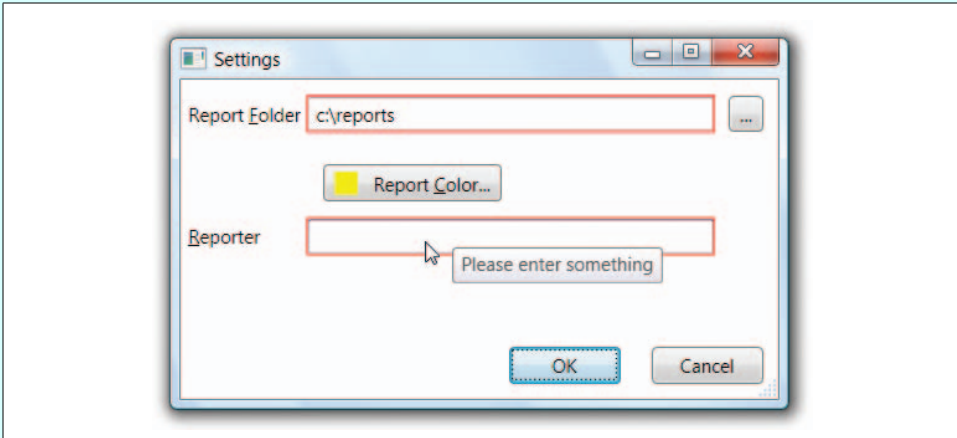 Settings
Report Folder c:\reports ...
Report Color...
Reporter
Please enter something
OK Cancel